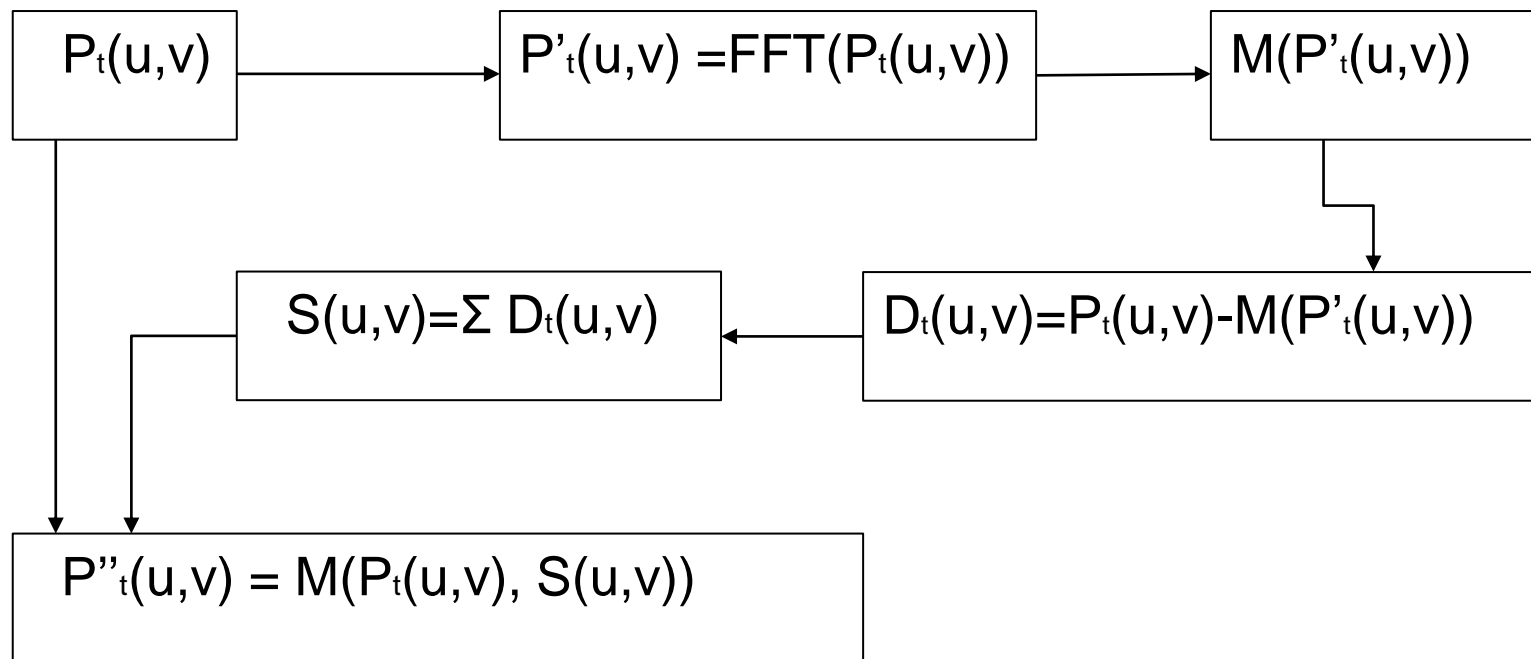 Pt(u,v)
P’t(u,v) =FFT(Pt(u,v))
M(P’t(u,v))
S(u,v)=Σ Dt(u,v)
Dt(u,v)=Pt(u,v)-M(P’t(u,v))
P’’t(u,v) = M(Pt(u,v), S(u,v))